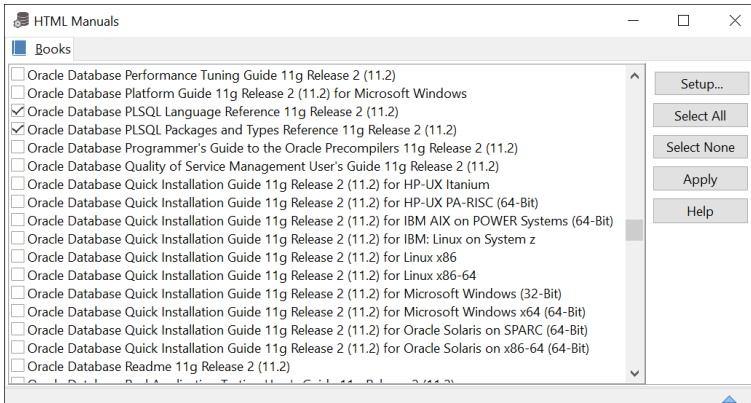 HTML Manuals
Books
Oracle Database Performance Tuning Guide 11g Release 2 (11.2)
Oracle Database Platform Guide 11g Release 2 (11.2) for Microsoft Windows
Oracle Database PLSQL Language Reference 11g Release 2 (11.2)
Oracle Database PLSQL Packages and Types Reference 11g Release 2 (11.2)
Oracle Database Programmer's Guide to the Oracle Precompilers 11g Release 2 (11.2)
Oracle Database Quality of Service Management User's Guide 11g Release 2 (11.2)
Oracle Database Quick Installation Guide 11g Release 2 (11.2) for HP-UX Itanium
Oracle Database Quick Installation Guide 11g Release 2 (11.2) for HP-UX PA-RISC (64-Bit)
Oracle Database Quick Installation Guide 11g Release 2 (11.2) for IBM AIX on POWER Systems (64-Bit)
Oracle Database Quick Installation Guide 11g Release 2 (11.2) for IBM: Linux on System z
Oracle Database Quick Installation Guide 11g Release 2 (11.2) for Linux x86
Oracle Database Quick Installation Guide 11g Release 2 (11.2) for Linux x86-64
Oracle Database Quick Installation Guide 11g Release 2 (11.2) for Microsoft Windows (32-Bit)
Oracle Database Quick Installation Guide 11g Release 2 (11.2) for Microsoft Windows x64 (64-Bit)
Oracle Database Quick Installation Guide 11g Release 2 (11.2) for Oracle Solaris on SPARC (64-Bit)
Oracle Database Quick Installation Guide 11g Release 2 (11.2) for Oracle Solaris on x86-64 (64-Bit)
Oracle Database Readme 11g Release 2 (11.2)
Setup...
Select All
Select None
Apply
Help